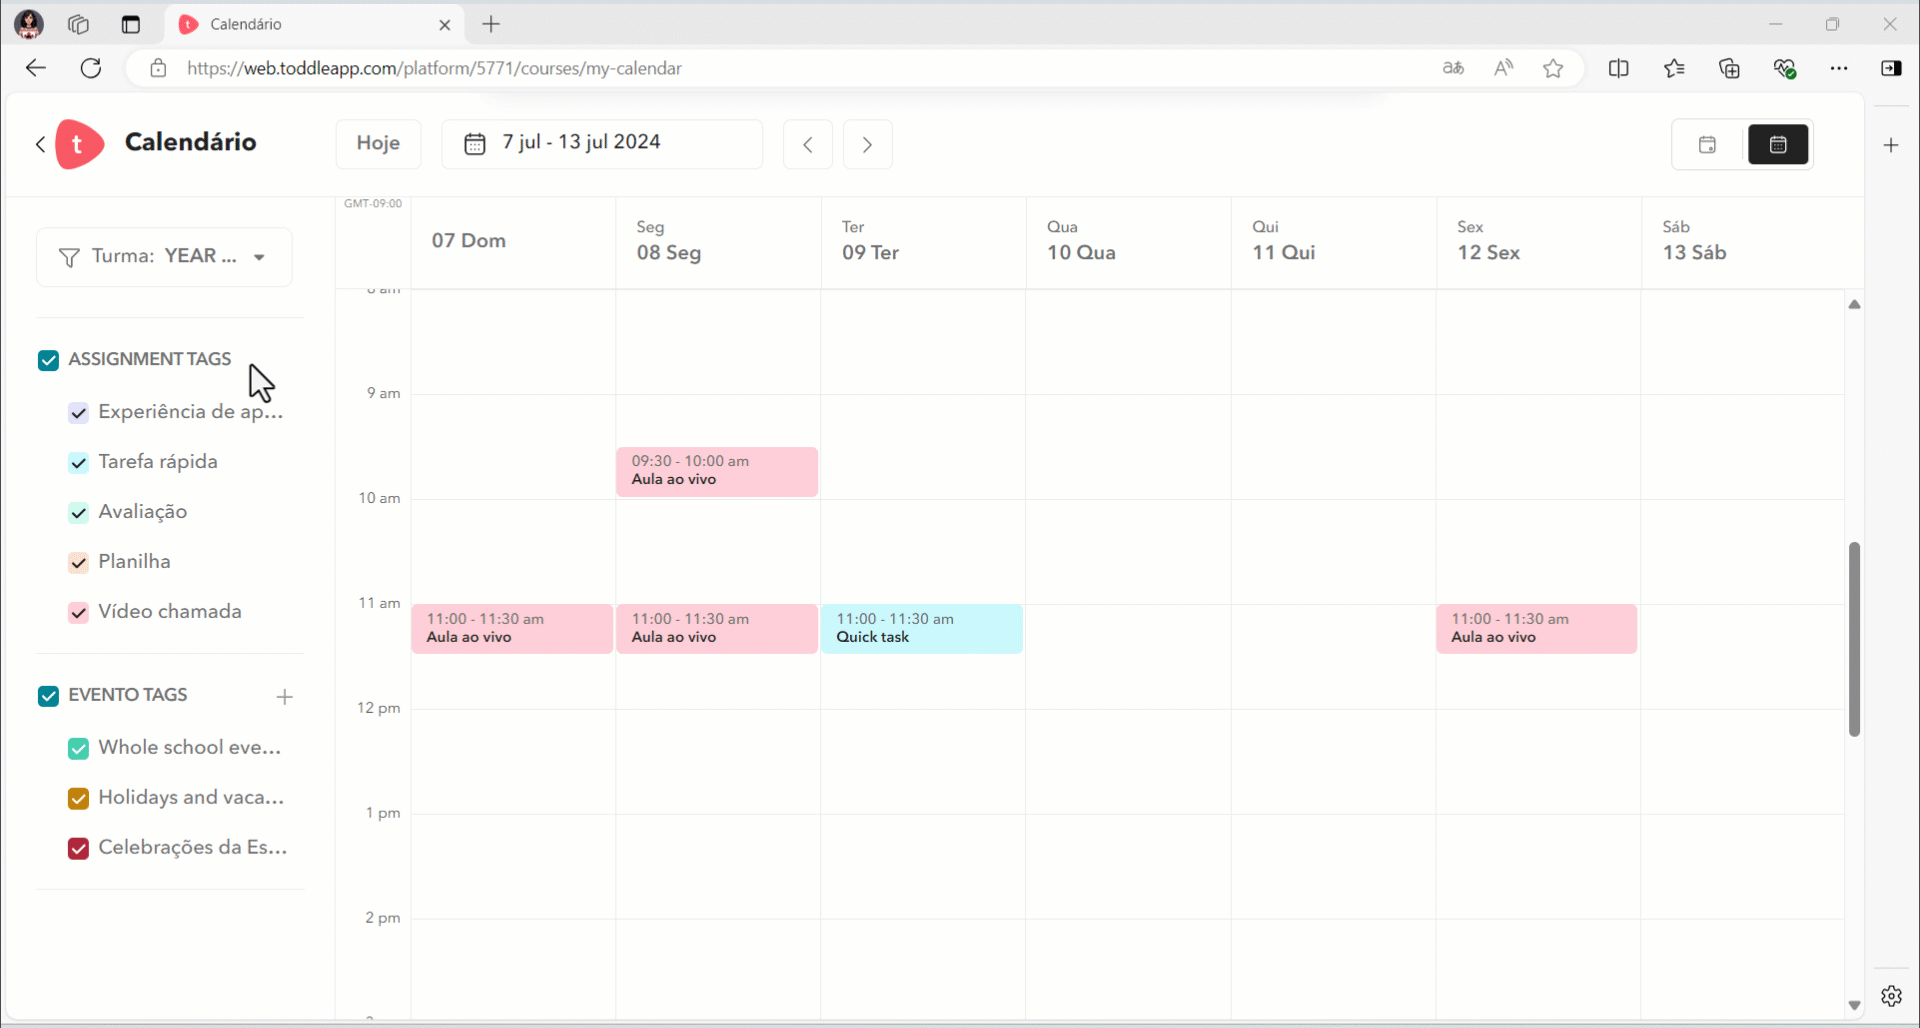 Calendário
https://web.toddleapp.com/platform/5771/courses/my-calendar
t
Calendário
Hoje
7 jul - 13 jul 2024
GMT-09:00
07 Dom
Seg
08 Seg
Ter
09 Ter
Qua
10 Qua
Qui
11 Qui
Sex
12 Sex
Sáb
13 Sáb
Turma: YEAR ...
ASSIGNMENT TAGS
Experiência de ap...
Tarefa rápida
Avaliação
Planilha
Vídeo chamada
EVENTO TAGS
Whole school eve...
Holidays and vaca...
Celebrações da Es...
9 am
10 am
11 am
12 pm
1 pm
2 pm
09:30 - 10:00 am
Aula ao vivo
11:00 - 11:30 am
Aula ao vivo
11:00 - 11:30 am
Aula ao vivo
11:00 - 11:30 am
Quick task
11:00 - 11:30 am
Aula ao vivo